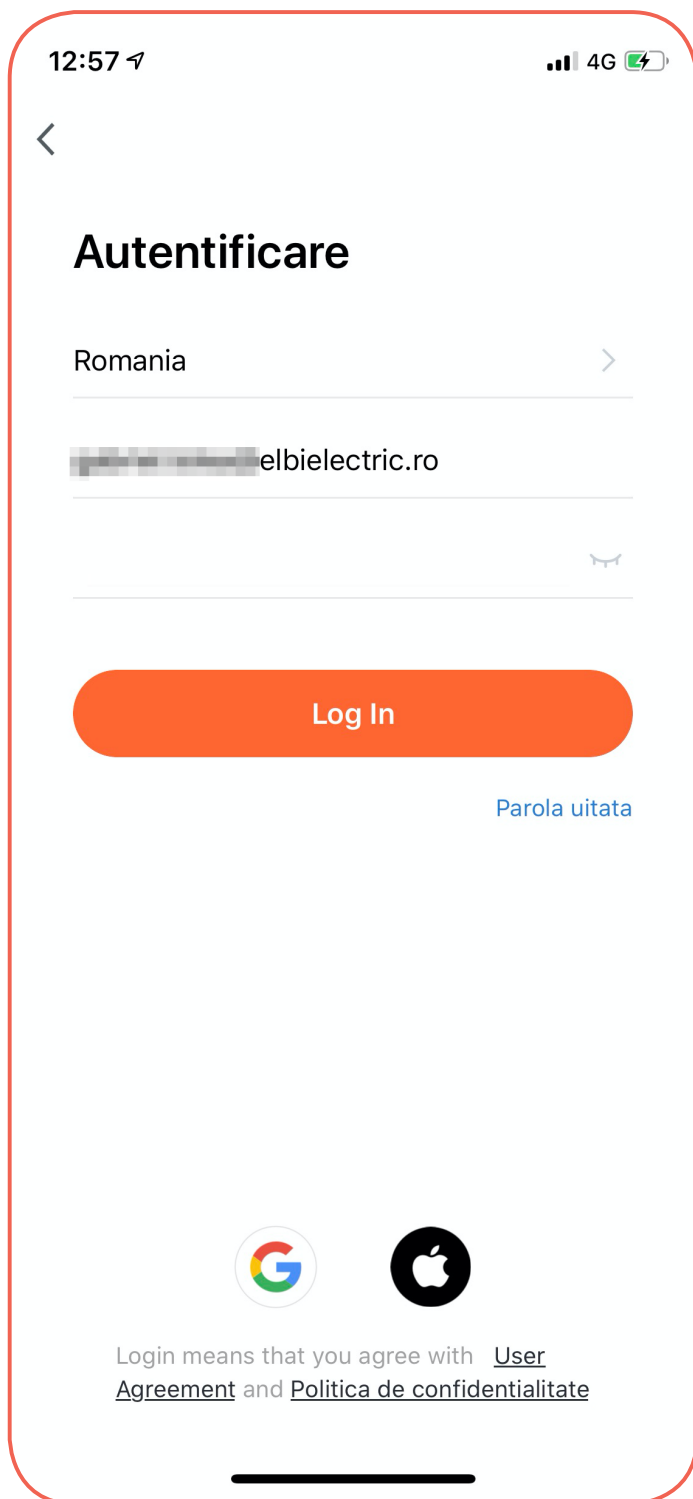 12:57
4G
Autentificare
Romania
elbielectric.ro
Log In
Parola uitata
Login means that you agree with User
Agreement and Politica de confidentialitate